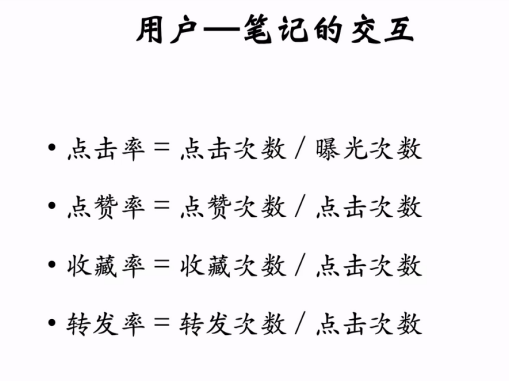 用户—笔记的交互
• 点击率 = 点击次数 / 曝光次数
• 点赞率 = 点赞次数 / 点击次数
• 收藏率 = 收藏次数 / 点击次数
• 转发率 = 转发次数 / 点击次数